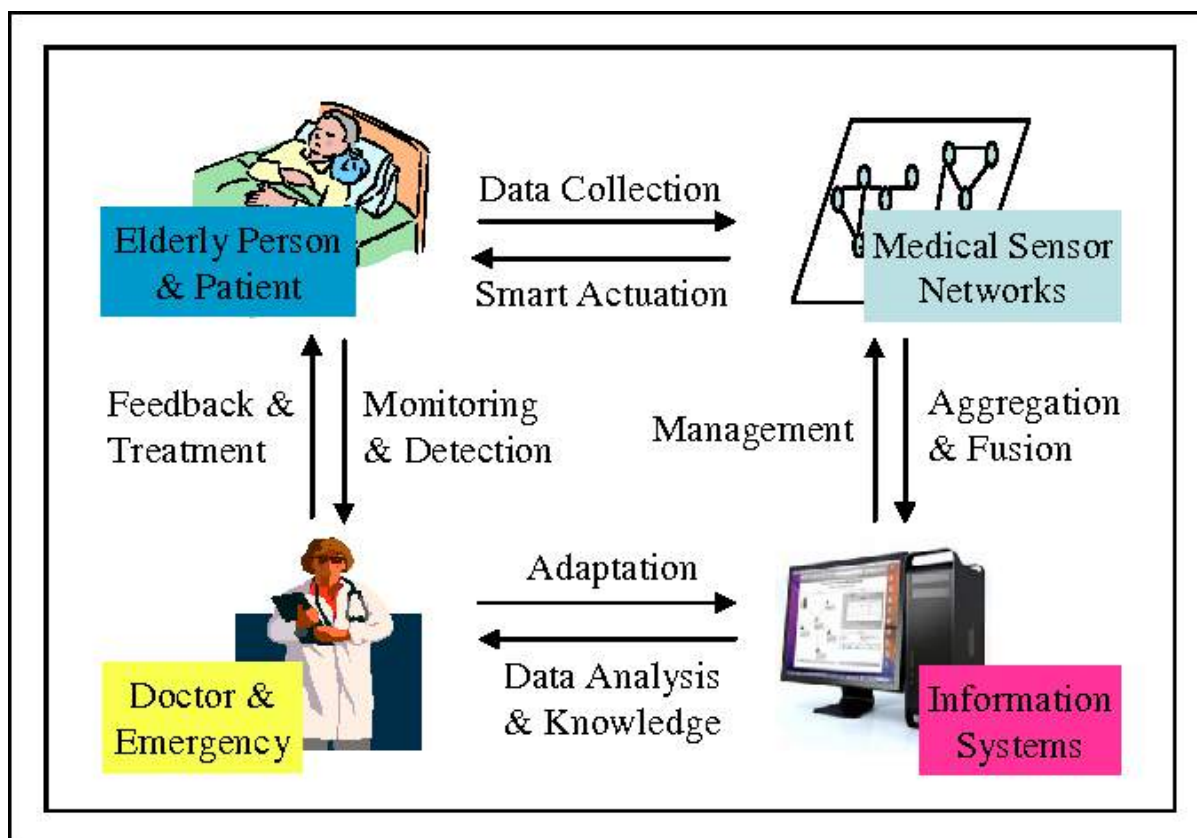 Data Collection
Elderly Person
& Patient
Smart Actuation
Medical Sensor
Networks
Feedback &
Treatment
Monitoring
& Detection
Management
Aggregation
& Fusion
Adaptation
Doctor &
Emergency
Data Analysis
& Knowledge
Information
Systems